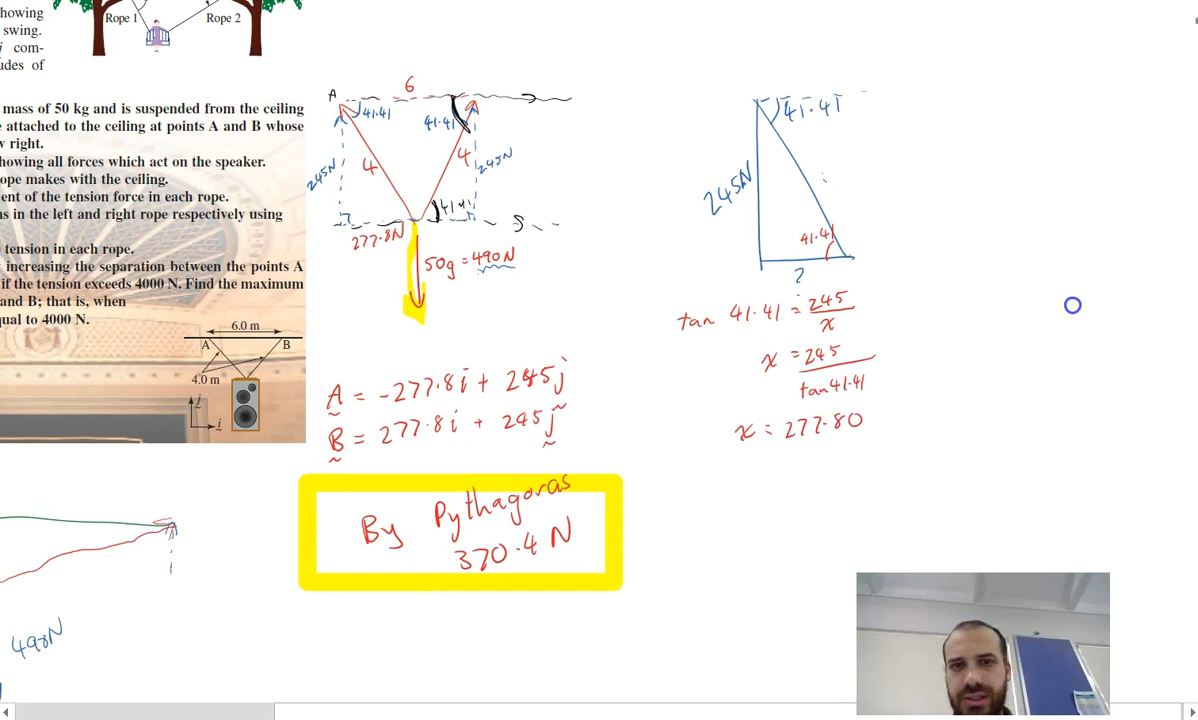 howing
swing.
j com-
udes of
Rope 1
Rope 2
mass of 50 kg and is suspended from the ceiling
e attached to the ceiling at points A and B whose
w right.
howing all forces which act on the speaker.
ope makes with the ceiling.
ent of the tension force in each rope.
ns in the left and right rope respectively using
tension in each rope.
increasing the separation between the points A
if the tension exceeds 4000 N. Find the maximum
and B; that is, when
qual to 4000 N.
6.0 m
A
B
4.0 m
j
i
490N
A
6
41.41
41.41
245N
4
4
245N
41.41
277.8N
50g = 490N
A = -277.8i + 245j
B = 277.8i + 245j
By Pythagoras
370.4 N
41.41
245N
41.41
?
tan 41.41 = 245/x
x = 245/tan 41.41
x = 277.80